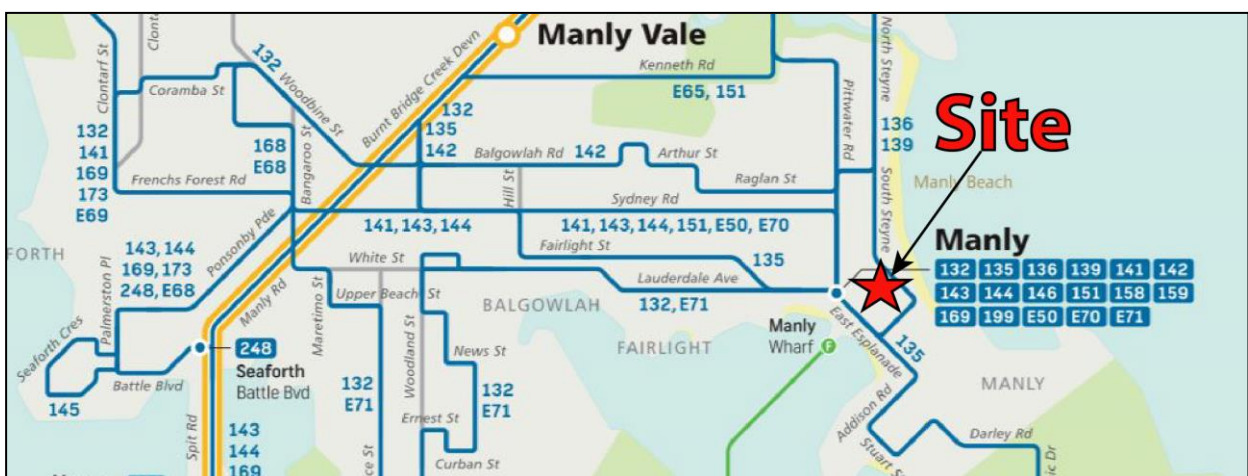 Manly Vale
Site
Clontarf St
Clonta
132
Woodbine St
Burnt Bridge Creek Devn
Kenneth Rd
E65, 151
North Steyne
Coramba St
132
135
142
Pittwater Rd
136
139
132
141
169
173
E69
168
E68
Bangaroo St
Balgowlah Rd
142
Arthur St
Raglan St
Hill St
Manly Beach
Frenchs Forest Rd
Sydney Rd
South Steyne
141, 143, 144
141, 143, 144, 151, E50, E70
FORTH
143, 144
169, 173
248, E68
Ponsonby Pde
Palmerston Pl
White St
Fairlight St
135
Manly
132 135 136 139 141 142
143 144 146 151 158 159
169 199 E50 E70 E71
Manly Rd
Maretimo St
Upper Beach St
Lauderdale Ave
132, E71
BALGOWLAH
FAIRLIGHT
Manly
Wharf F
East Esplanade
135
MANLY
Seaforth Cres
Battle Blvd
145
248
Seaforth
Battle Bvd
Woodland St
News St
132
E71
132
E71
Ernest St
Curban St
Spit Rd
143
144
169
Addison Rd
Stuart S
Darley Rd
ce St
ic Dr